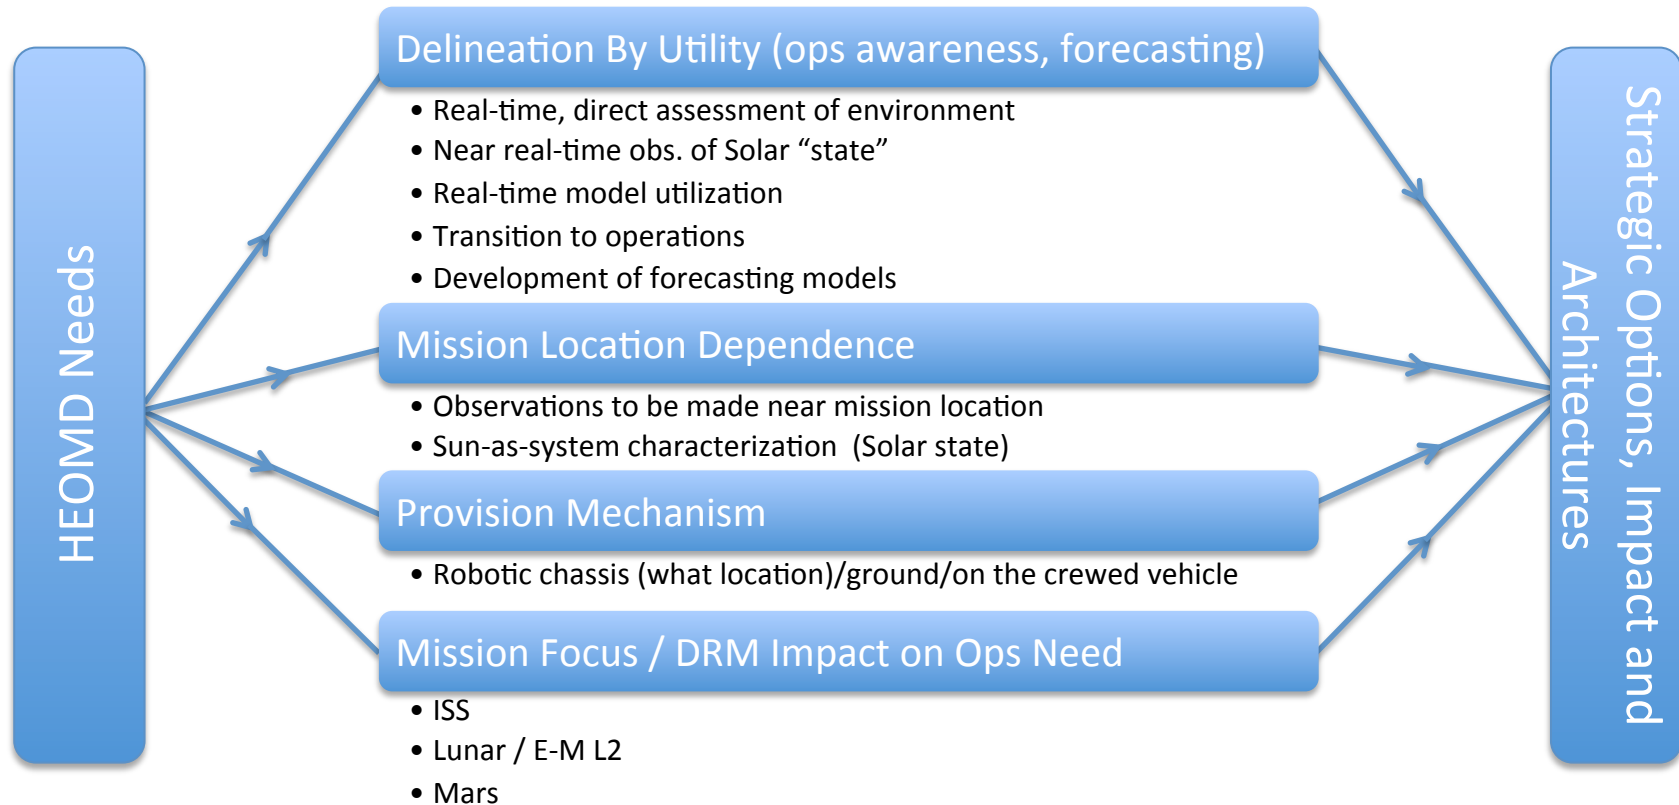 HEOMD Needs
Delineation By Utility (ops awareness, forecasting)
• Real-time, direct assessment of environment
• Near real-time obs. of Solar “state”
• Real-time model utilization
• Transition to operations
• Development of forecasting models
Mission Location Dependence
• Observations to be made near mission location
• Sun-as-system characterization (Solar state)
Provision Mechanism
• Robotic chassis (what location)/ground/on the crewed vehicle
Mission Focus / DRM Impact on Ops Need
• ISS
• Lunar / E-M L2
• Mars
Strategic Options, Impact and
Architectures